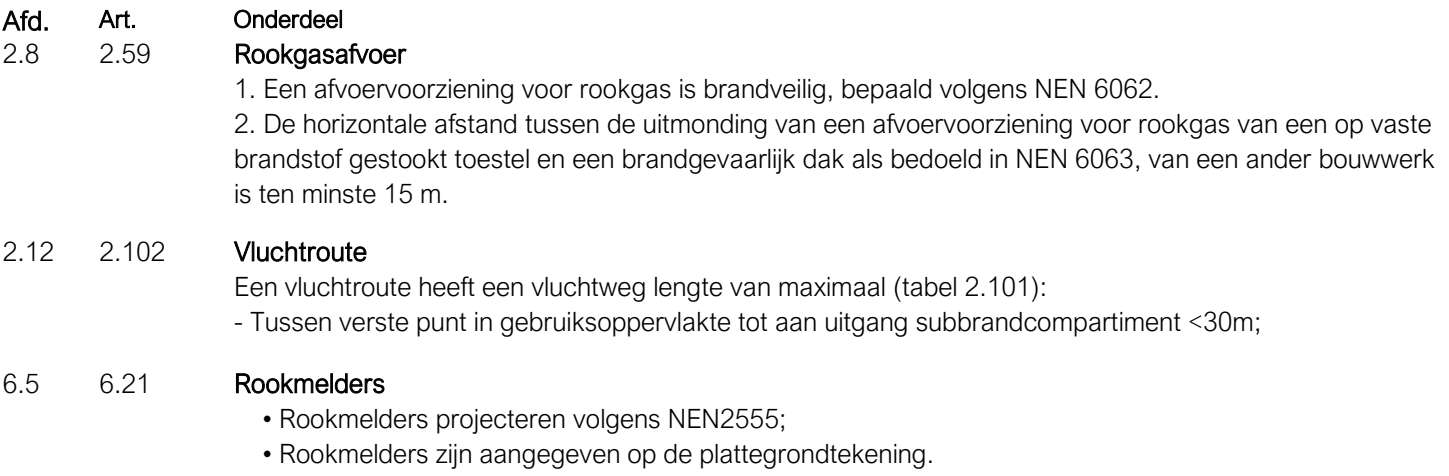 Afd. Art. Onderdeel
2.8 2.59 Rookgasafvoer
1. Een afvoervoorziening voor rookgas is brandveilig, bepaald volgens NEN 6062.
2. De horizontale afstand tussen de uitmonding van een afvoervoorziening voor rookgas van een op vaste
brandstof gestookt toestel en een brandgevaarlijk dak als bedoeld in NEN 6063, van een ander bouwwerk
is ten minste 15 m.
2.12 2.102 Vluchtroute
Een vluchtroute heeft een vluchtweg lengte van maximaal (tabel 2.101):
- Tussen verste punt in gebruiksoppervlakte tot aan uitgang subbrandcompartiment <30m;
6.5 6.21 Rookmelders
• Rookmelders projecteren volgens NEN2555;
• Rookmelders zijn aangegeven op de plattegrondtekening.